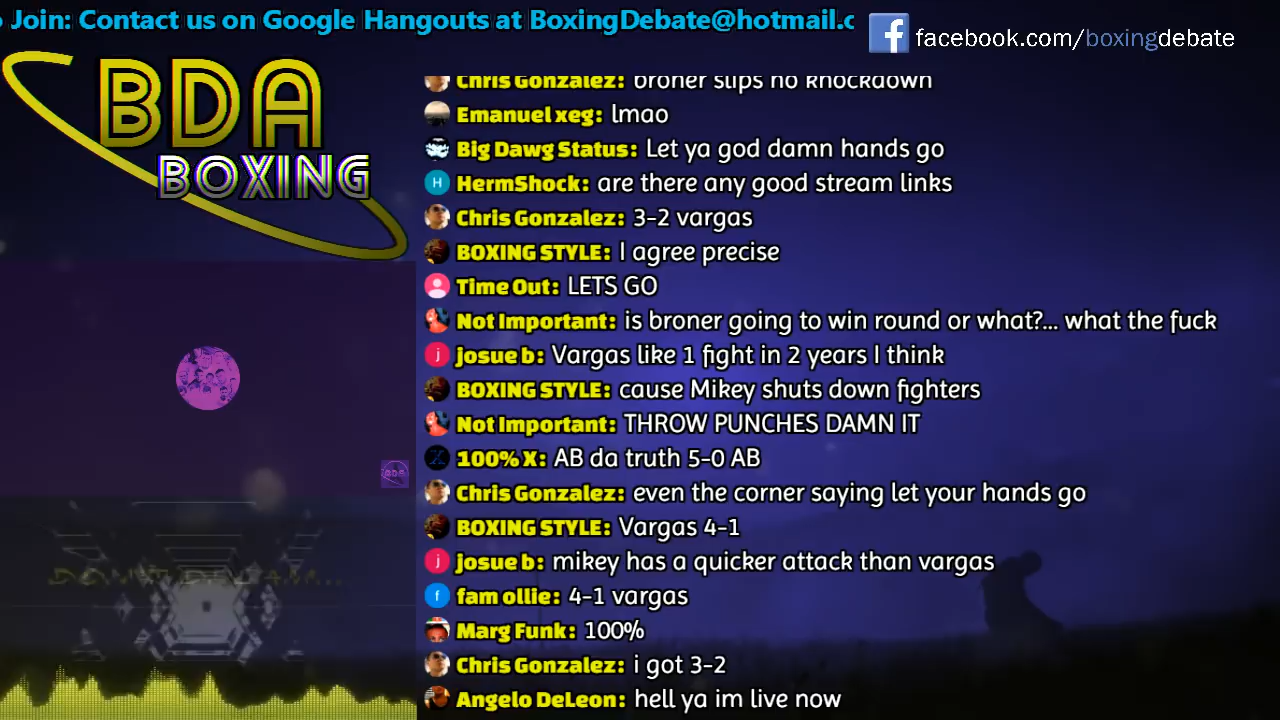 Join: Contact us on Google Hangouts at BoxingDebate@hotmail.c
facebook.com/boxingdebate
BDA
BOXING
Chris Gonzalez: broner slips no knockdown
Emanuel xeg: lmao
Big Dawg Status: Let ya god damn hands go
H
HermShock: are there any good stream links
Chris Gonzalez: 3-2 vargas
BOXING STYLE: I agree precise
Time Out: LETS GO
Not Important: is broner going to win round or what?... what the fuck
j
josue b: Vargas like 1 fight in 2 years I think
BOXING STYLE: cause Mikey shuts down fighters
Not Important: THROW PUNCHES DAMN IT
X
100% X: AB da truth 5-0 AB
Chris Gonzalez: even the corner saying let your hands go
BOXING STYLE: Vargas 4-1
j
josue b: mikey has a quicker attack than vargas
f
fam ollie: 4-1 vargas
Marg Funk: 100%
Chris Gonzalez: i got 3-2
Angelo DeLeon: hell ya im live now